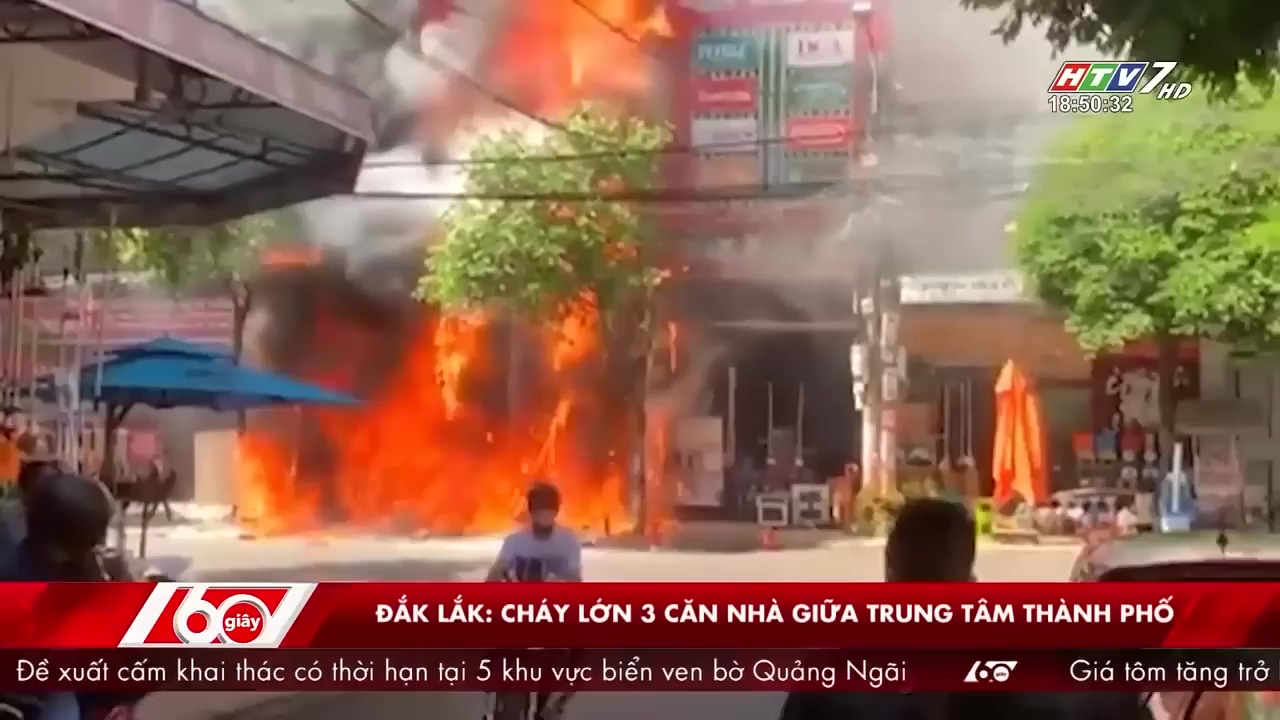 HTV7 HD
18:50:32
60 giây
ĐẮK LẮK: CHÁY LỚN 3 CĂN NHÀ GIỮA TRUNG TÂM THÀNH PHỐ
Đề xuất cấm khai thác có thời hạn tại 5 khu vực biển ven bờ Quảng Ngãi
60
Giá tôm tăng trở